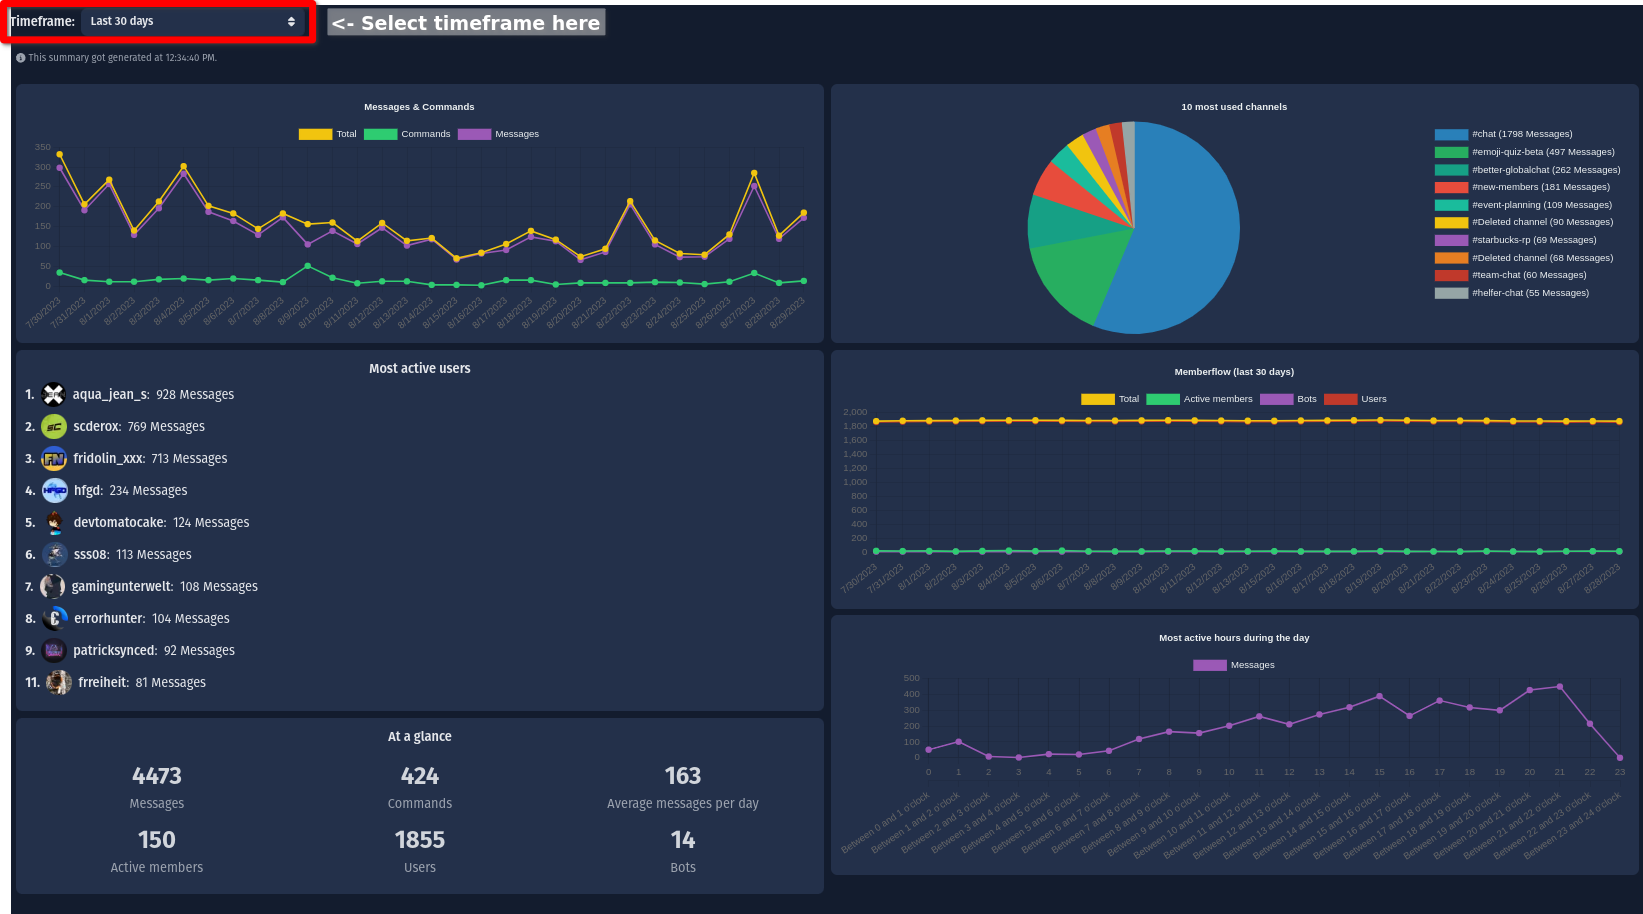 Timeframe: Last 30 days <- Select timeframe here
This summary got generated at 12:34:40 PM.
Messages & Commands
Total Commands Messages
350
300
250
200
150
100
50
0
7/30/2023 7/31/2023 8/1/2023 8/2/2023 8/3/2023 8/4/2023 8/5/2023 8/6/2023 8/7/2023 8/8/2023 8/9/2023 8/10/2023 8/11/2023 8/12/2023 8/13/2023 8/14/2023 8/15/2023 8/16/2023 8/17/2023 8/18/2023 8/19/2023 8/20/2023 8/21/2023 8/22/2023 8/23/2023 8/24/2023 8/25/2023 8/26/2023 8/27/2023 8/28/2023 8/29/2023
10 most used channels
#chat (1798 Messages)
#emoji-quiz-beta (497 Messages)
#better-globalchat (262 Messages)
#new-members (181 Messages)
#event-planning (109 Messages)
#Deleted channel (90 Messages)
#starbucks-rp (69 Messages)
#Deleted channel (68 Messages)
#team-chat (60 Messages)
#helfer-chat (55 Messages)
Most active users
1. aqua_jean_s: 928 Messages
2. scderox: 769 Messages
3. fridolin_xxx: 713 Messages
4. hfgd: 234 Messages
5. devtomatocake: 124 Messages
6. sss08: 113 Messages
7. gamingunterwelt: 108 Messages
8. errorhunter: 104 Messages
9. patricksynced: 92 Messages
11. frreiheit: 81 Messages
Memberflow (last 30 days)
Total Active members Bots Users
2,000
1,800
1,600
1,400
1,200
1,000
800
600
400
200
0
7/30/2023 7/31/2023 8/1/2023 8/2/2023 8/3/2023 8/4/2023 8/5/2023 8/6/2023 8/7/2023 8/8/2023 8/9/2023 8/10/2023 8/11/2023 8/12/2023 8/13/2023 8/15/2023 8/16/2023 8/17/2023 8/18/2023 8/19/2023 8/20/2023 8/21/2023 8/22/2023 8/23/2023 8/24/2023 8/25/2023 8/26/2023 8/27/2023 8/28/2023
At a glance
4473 424 163
Messages Commands Average messages per day
150 1855 14
Active members Users Bots
Most active hours during the day
Messages
500
400
300
200
100
0
0 1 2 3 4 5 6 7 8 9 10 11 12 13 14 15 16 17 18 19 20 21 22 23
Between 0 and 1 o'clock
Between 1 and 2 o'clock
Between 2 and 3 o'clock
Between 3 and 4 o'clock
Between 4 and 5 o'clock
Between 5 and 6 o'clock
Between 6 and 7 o'clock
Between 7 and 8 o'clock
Between 8 and 9 o'clock
Between 9 and 10 o'clock
Between 10 and 11 o'clock
Between 11 and 12 o'clock
Between 12 and 13 o'clock
Between 13 and 14 o'clock
Between 14 and 15 o'clock
Between 15 and 16 o'clock
Between 16 and 17 o'clock
Between 17 and 18 o'clock
Between 18 and 19 o'clock
Between 19 and 20 o'clock
Between 20 and 21 o'clock
Between 21 and 22 o'clock
Between 22 and 23 o'clock
Between 23 and 24 o'clock